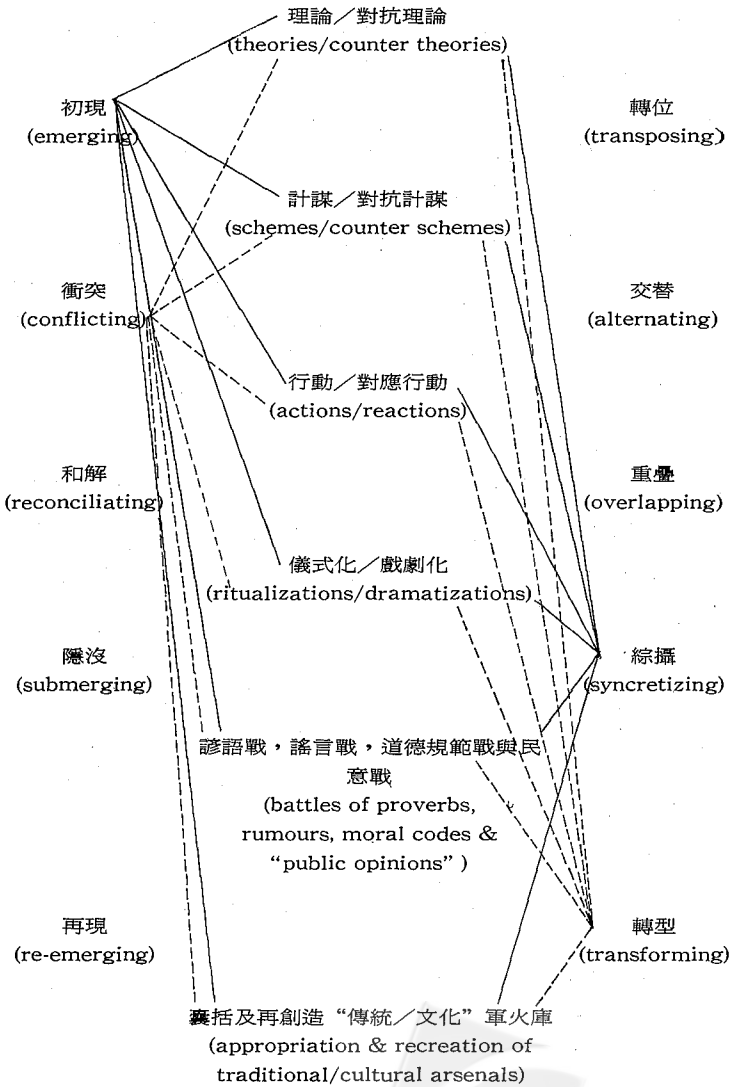 理論／對抗理論
(theories/counter theories)
初現
(emerging)
轉位
(transposing)
計謀／對抗計謀
(schemes/counter schemes)
衝突
(conflicting)
交替
(alternating)
行動／對應行動
(actions/reactions)
和解
(reconciliating)
重疊
(overlapping)
儀式化／戲劇化
(ritualizations/dramatizations)
隱沒
(submerging)
綜攝
(syncretizing)
諺語戰，謠言戰，道德規範戰與民
意戰
(battles of proverbs,
rumours, moral codes &
“public opinions” )
再現
(re-emerging)
轉型
(transforming)
囊括及再創造“傳統／文化”軍火庫
(appropriation & recreation of
traditional/cultural arsenals)